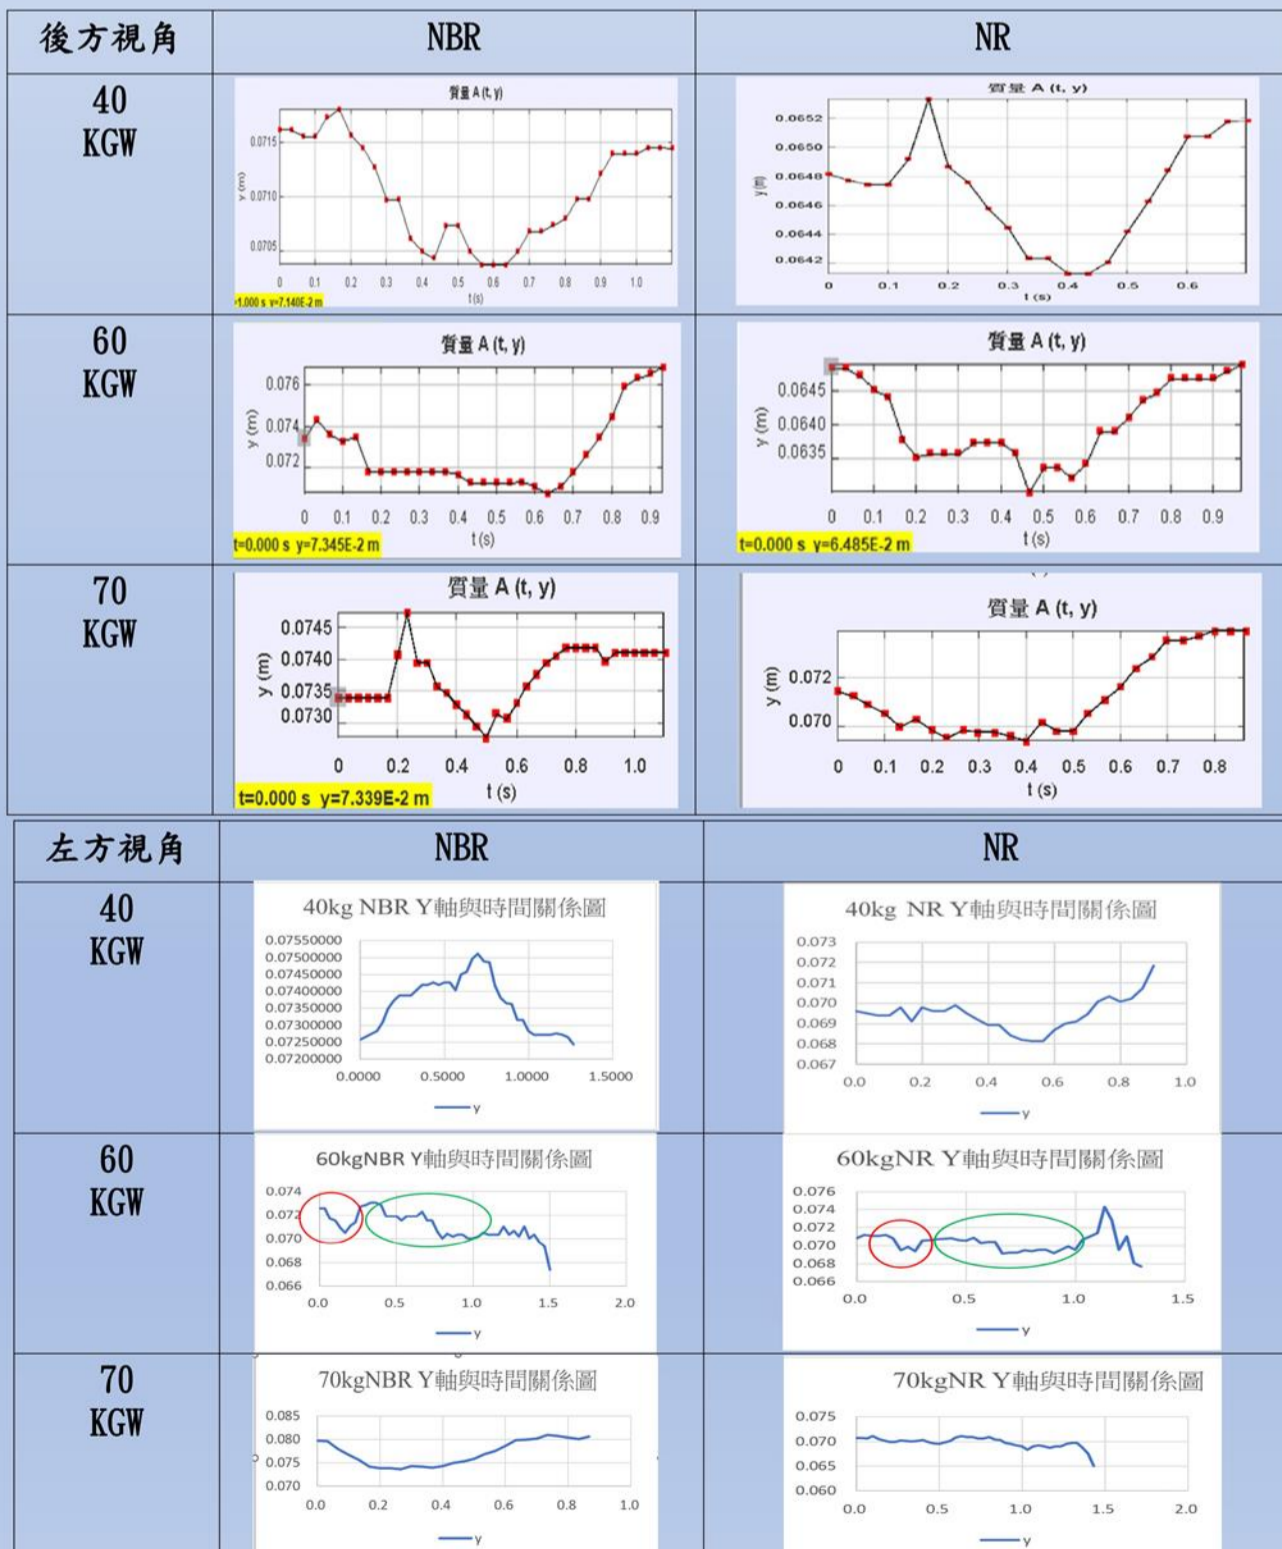 後方視角 NBR NR
40
KGW
質量 A (t, y)
y (m)
0.0715
0.0710
0.0705
0 0.1 0.2 0.3 0.4 0.5 0.6 0.7 0.8 0.9 1.0
t (s)
=1.000 s y=7.140E-2 m
質量 A (t, y)
y (m)
0.0652
0.0650
0.0648
0.0646
0.0644
0.0642
0 0.1 0.2 0.3 0.4 0.5 0.6
t (s)
60
KGW
質量 A (t, y)
y (m)
0.076
0.074
0.072
0 0.1 0.2 0.3 0.4 0.5 0.6 0.7 0.8 0.9
t (s)
t=0.000 s y=7.345E-2 m
質量 A (t, y)
y (m)
0.0645
0.0640
0.0635
0 0.1 0.2 0.3 0.4 0.5 0.6 0.7 0.8 0.9
t (s)
t=0.000 s y=6.485E-2 m
70
KGW
質量 A (t, y)
y (m)
0.0745
0.0740
0.0735
0.0730
0 0.2 0.4 0.6 0.8 1.0
t (s)
t=0.000 s y=7.339E-2 m
質量 A (t, y)
y (m)
0.072
0.070
0 0.1 0.2 0.3 0.4 0.5 0.6 0.7 0.8
t (s)
左方視角 NBR NR
40
KGW
40kg NBR Y軸與時間關係圖
0.07550000
0.07500000
0.07450000
0.07400000
0.07350000
0.07300000
0.07250000
0.07200000
0.0000 0.5000 1.0000 1.5000
y
40kg NR Y軸與時間關係圖
0.073
0.072
0.071
0.070
0.069
0.068
0.067
0.0 0.2 0.4 0.6 0.8 1.0
y
60
KGW
60kgNBR Y軸與時間關係圖
0.074
0.072
0.070
0.068
0.066
0.0 0.5 1.0 1.5 2.0
y
60kgNR Y軸與時間關係圖
0.076
0.074
0.072
0.070
0.068
0.066
0.0 0.5 1.0 1.5
y
70
KGW
70kgNBR Y軸與時間關係圖
0.085
0.080
0.075
0.070
0.0 0.2 0.4 0.6 0.8 1.0
y
70kgNR Y軸與時間關係圖
0.075
0.070
0.065
0.060
0.0 0.5 1.0 1.5 2.0
y